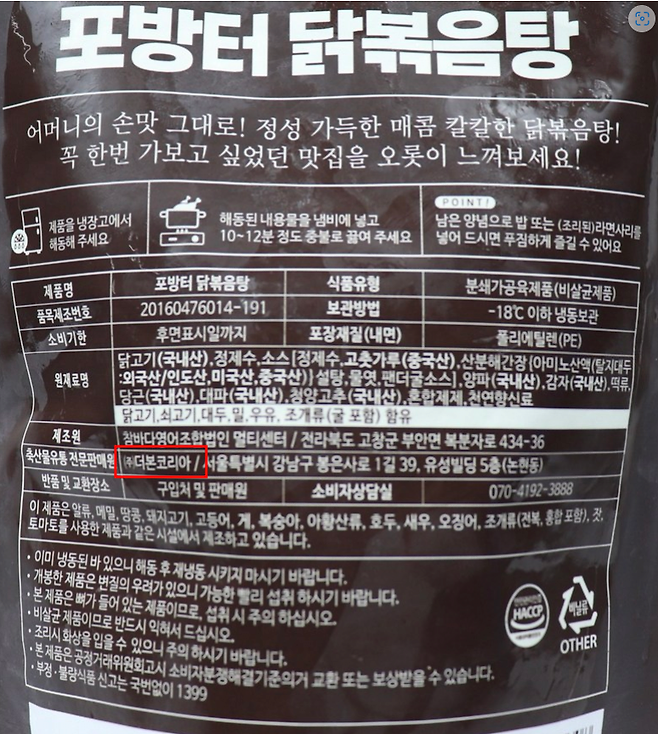 포방터 닭볶음탕
어머니의 손맛 그대로! 정성 가득한 매콤 칼칼한 닭볶음탕!
꼭 한번 가보고 싶었던 맛집을 오롯이 느껴보세요!
제품을 냉장고에서
해동해 주세요
해동된 내용물을 냄비에 넣고
10~12분 정도 중불로 끓여 주세요
POINT!
남은 양념으로 밥 또는 (조리된)라면사리를
넣어 드시면 푸짐하게 즐길 수 있어요
제품명 포방터 닭볶음탕 식품유형 분쇄가공육제품(비살균제품)
품목제조번호 20160476014-191 보관방법 -18℃ 이하 냉동보관
소비기한 후면표시일까지 포장재질(내면) 폴리에틸렌(PE)
원재료명 닭고기(국내산), 정제수, 소스[정제수, 고춧가루(중국산), 산분해간장{아미노산액(탈지대두
:외국산/인도산, 미국산, 중국산)}] 설탕, 물엿, 팬더굴소스], 양파(국내산), 감자(국내산), 떡류,
당근(국내산), 대파(국내산), 청양고추(국내산), 혼합제제, 천연향신료
닭고기, 쇠고기, 대두, 밀, 우유, 조개류(굴 포함) 함유
제조원 참바다영어조합법인 멀티센터 / 전라북도 고창군 부안면 복분자로 434-36
축산물유통 전문판매원 ㈜더본코리아 / 서울특별시 강남구 봉은사로 1길 39, 유성빌딩 5층(논현동)
반품 및 교환장소 구입처 및 판매원 소비자상담실 070-4192-3888
이 제품은 알류, 메밀, 땅콩, 돼지고기, 고등어, 게, 복숭아, 아황산류, 호두, 새우, 오징어, 조개류(전복, 홍합 포함), 잣,
토마토를 사용한 제품과 같은 시설에서 제조하고 있습니다.
• 이미 냉동된 바 있으니 해동 후 재냉동 시키지 마시기 바랍니다.
• 개봉한 제품은 변질의 우려가 있으니 가능한 빨리 섭취 하시기 바랍니다.
• 본 제품은 뼈가 들어 있는 제품이므로, 섭취 시 주의 하십시오.
• 비살균 제품이므로 반드시 익혀서 드십시오.
• 조리시 화상을 입을 수 있으니 주의 하시기 바랍니다.
• 본 제품은 공정거래위원회고시 소비자분쟁해결기준의거 교환 또는 보상받을 수 있습니다.
• 부정·불량식품 신고는 국번없이 1399
HACCP
비닐류
OTHER